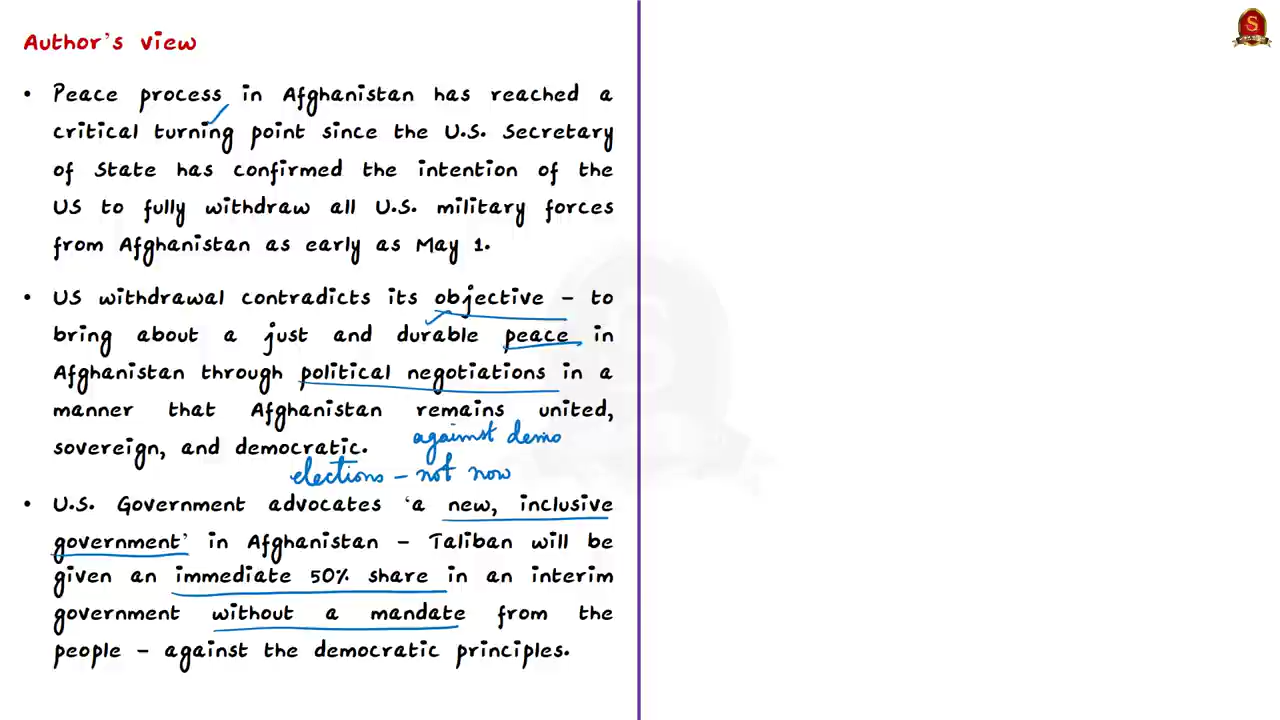 Author's view
• Peace process in Afghanistan has reached a
critical turning point since the U.S. Secretary
of State has confirmed the intention of the
US to fully withdraw all U.S. military forces
from Afghanistan as early as May 1.
• US withdrawal contradicts its objective – to
bring about a just and durable peace in
Afghanistan through political negotiations in a
manner that Afghanistan remains united,
sovereign, and democratic.
against demo
elections – not now
• U.S. Government advocates 'a new, inclusive
government' in Afghanistan – Taliban will be
given an immediate 50% share in an interim
government without a mandate from the
people – against the democratic principles.
S